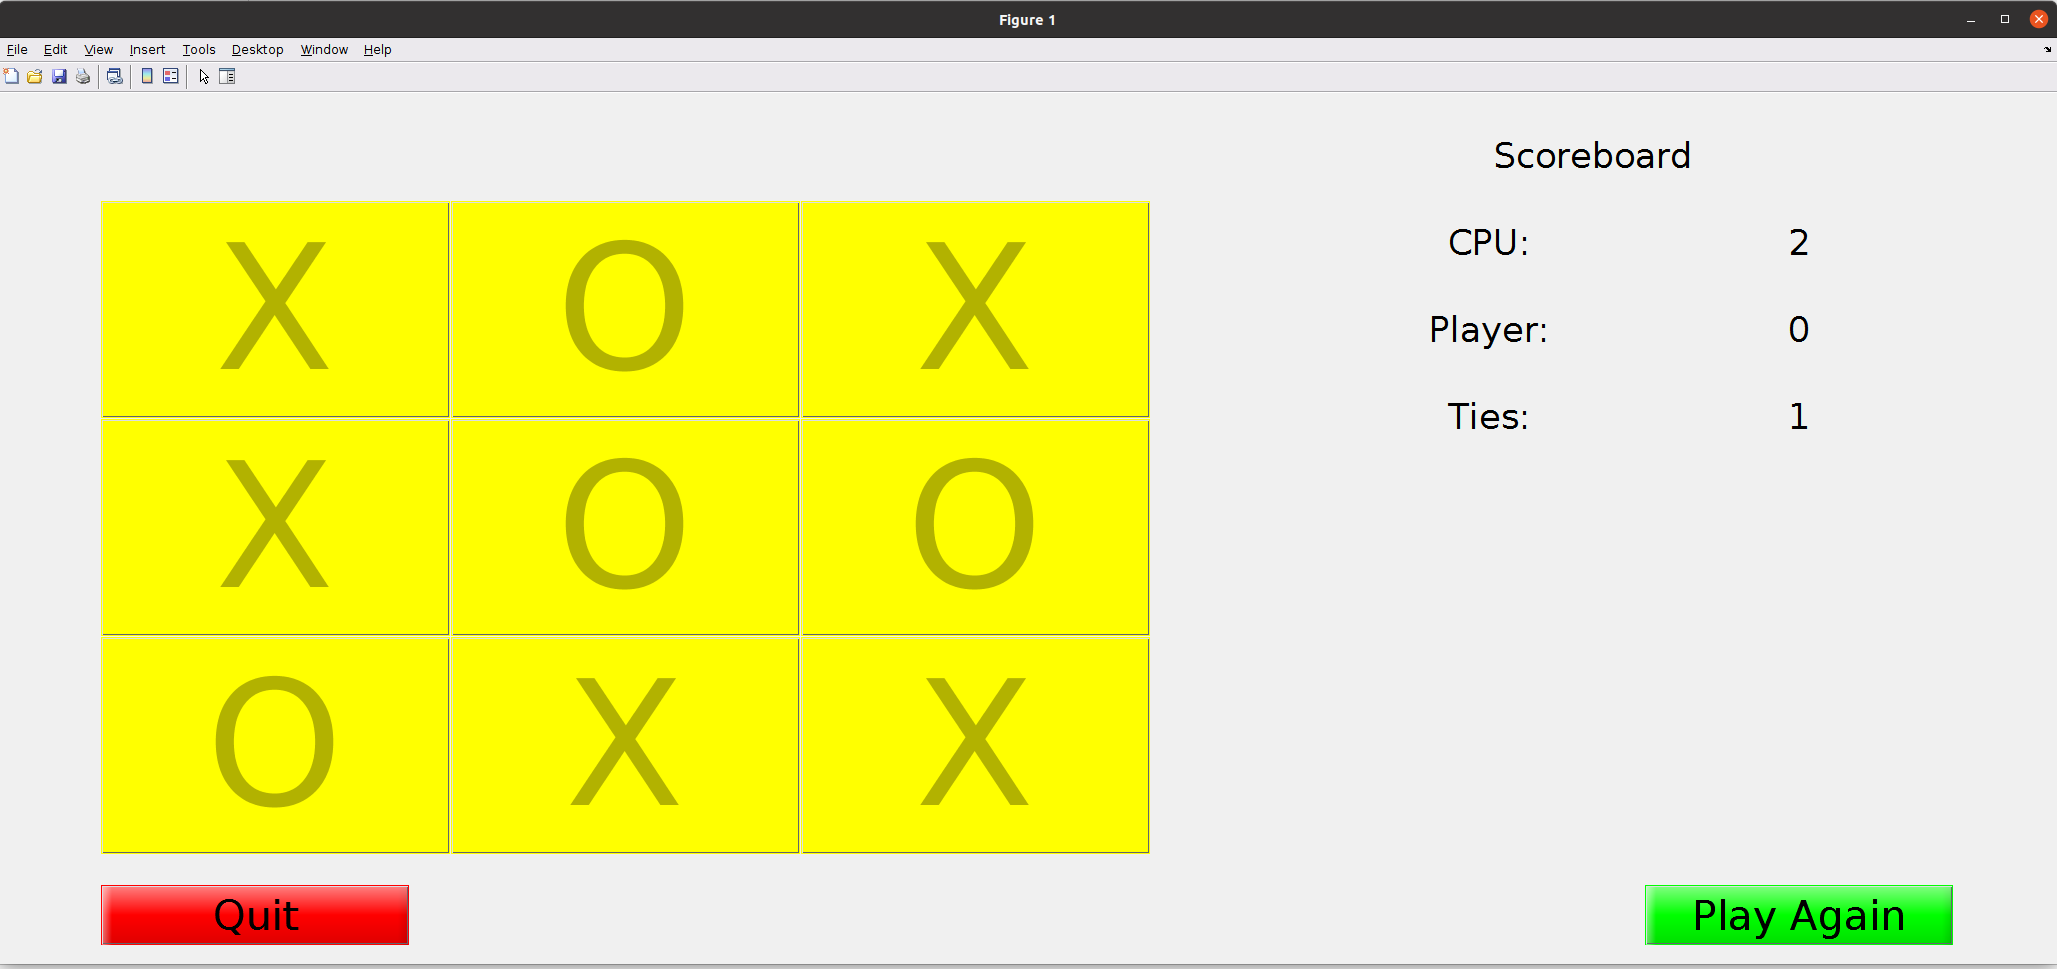 Figure 1
File Edit View Insert Tools Desktop Window Help
Scoreboard
X O X
CPU: 2
Player: 0
Ties: 1
X O O
O X X
Quit
Play Again